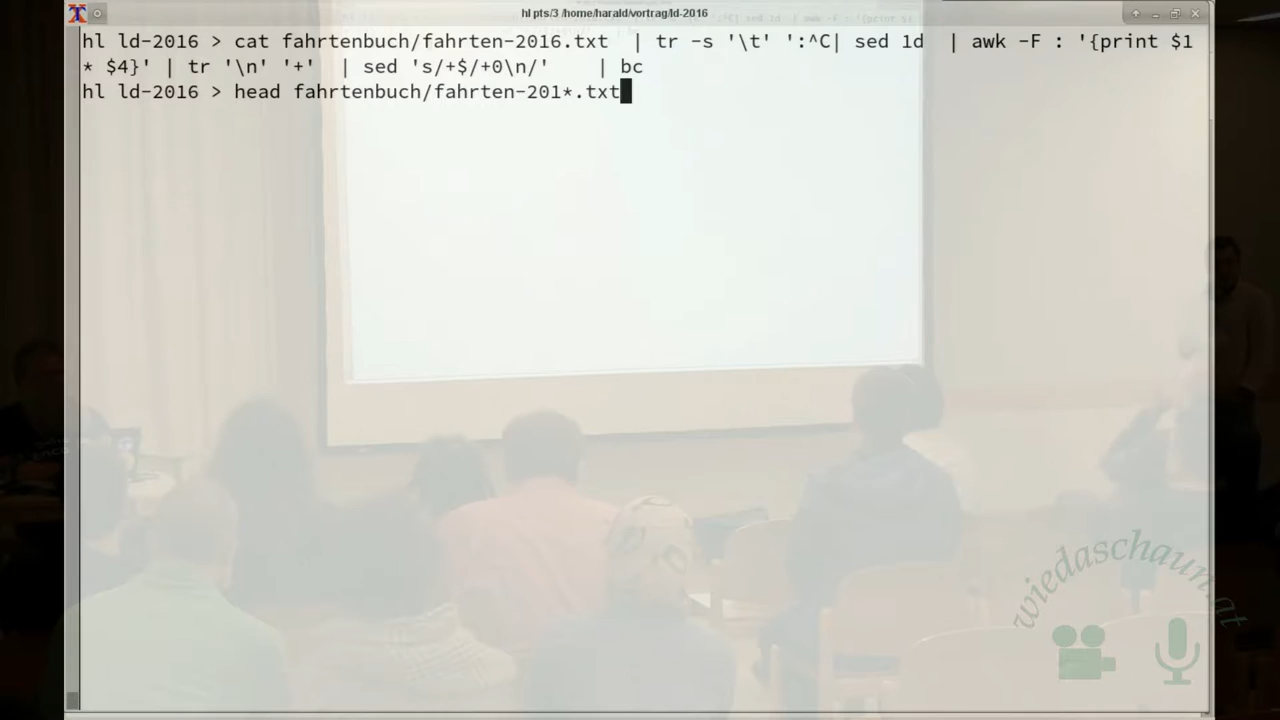 hl pts/3 /home/harald/vortrag/ld-2016
hl ld-2016 > cat fahrtenbuch/fahrten-2016.txt  | tr -s '\t' ':^C| sed 1d  | awk -F : '{print $1
* $4}' | tr '\n' '+'  | sed 's/+$/+0\n/'    | bc
hl ld-2016 > head fahrtenbuch/fahrten-201*.txt
wiedaschaun.at